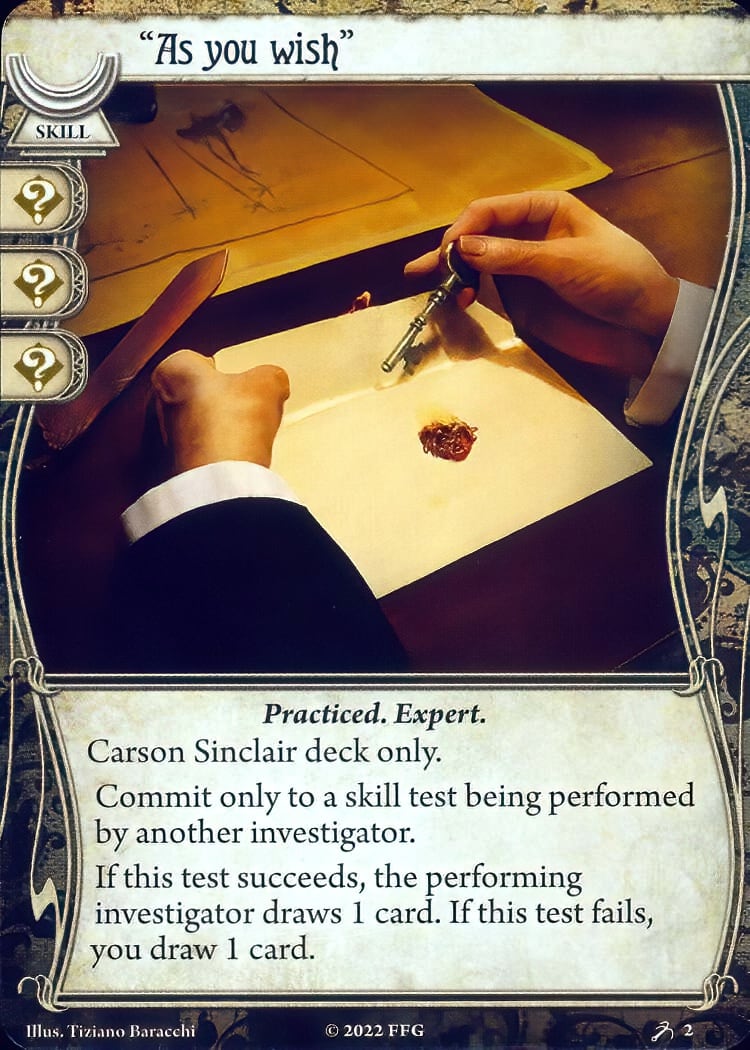 “As you wish”
SKILL
?
?
?
Practiced. Expert.
Carson Sinclair deck only.
Commit only to a skill test being performed
by another investigator.
If this test succeeds, the performing
investigator draws 1 card. If this test fails,
you draw 1 card.
Illus. Tiziano Baracchi
© 2022 FFG
2